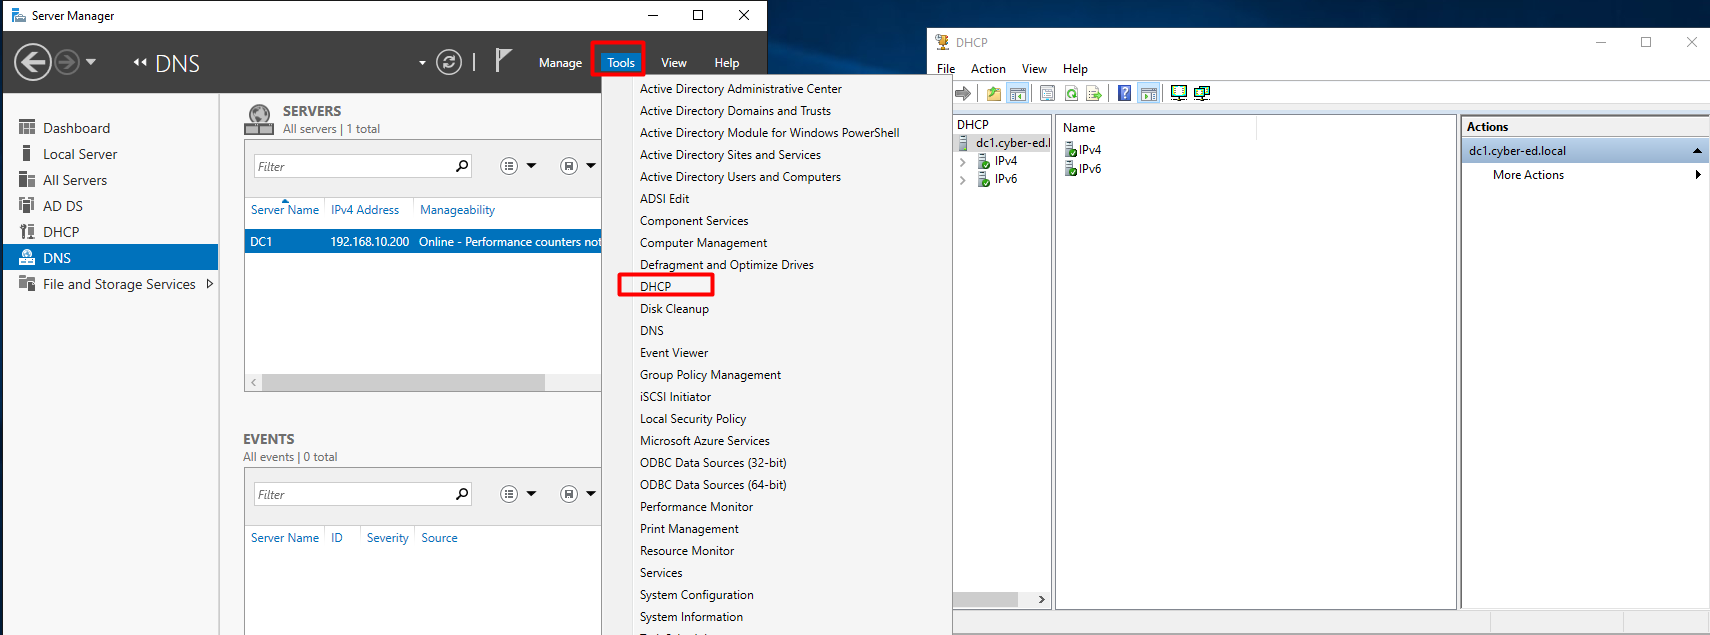 Server Manager
DNS
Manage
Tools
View
Help
Dashboard
Local Server
All Servers
AD DS
DHCP
DNS
File and Storage Services
SERVERS
All servers | 1 total
Filter
Server Name IPv4 Address Manageability
DC1 192.168.10.200 Online - Performance counters not
EVENTS
All events | 0 total
Filter
Server Name ID Severity Source
Active Directory Administrative Center
Active Directory Domains and Trusts
Active Directory Module for Windows PowerShell
Active Directory Sites and Services
Active Directory Users and Computers
ADSI Edit
Component Services
Computer Management
Defragment and Optimize Drives
DHCP
Disk Cleanup
DNS
Event Viewer
Group Policy Management
iSCSI Initiator
Local Security Policy
Microsoft Azure Services
ODBC Data Sources (32-bit)
ODBC Data Sources (64-bit)
Performance Monitor
Print Management
Resource Monitor
Services
System Configuration
System Information
DHCP
File Action View Help
DHCP
dc1.cyber-ed.l
IPv4
IPv6
Name
IPv4
IPv6
Actions
dc1.cyber-ed.local
More Actions